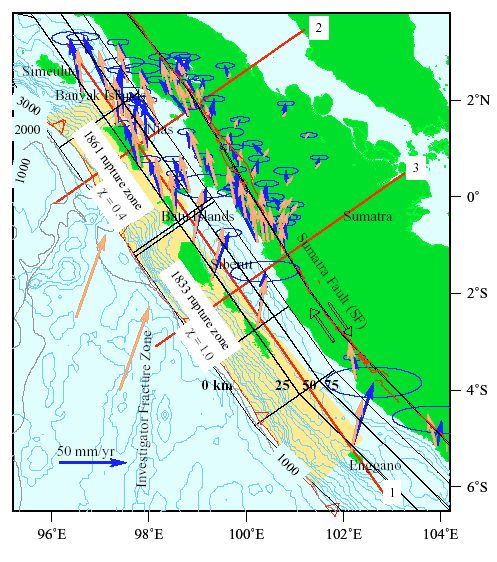 2
Simeulue
Banyak Islands
3000
2000
1000
2°N
Nias
1861 rupture zone
χ = 0.4
3
0°
Batu Islands
Sumatra
Siberut
Sumatra Fault (SF)
1833 rupture zone
χ = 1.0
2°S
0 km
25
50
75
4°S
Investigator Fracture Zone
50 mm/yr
1000
Enggano
1
6°S
96°E
98°E
100°E
102°E
104°E